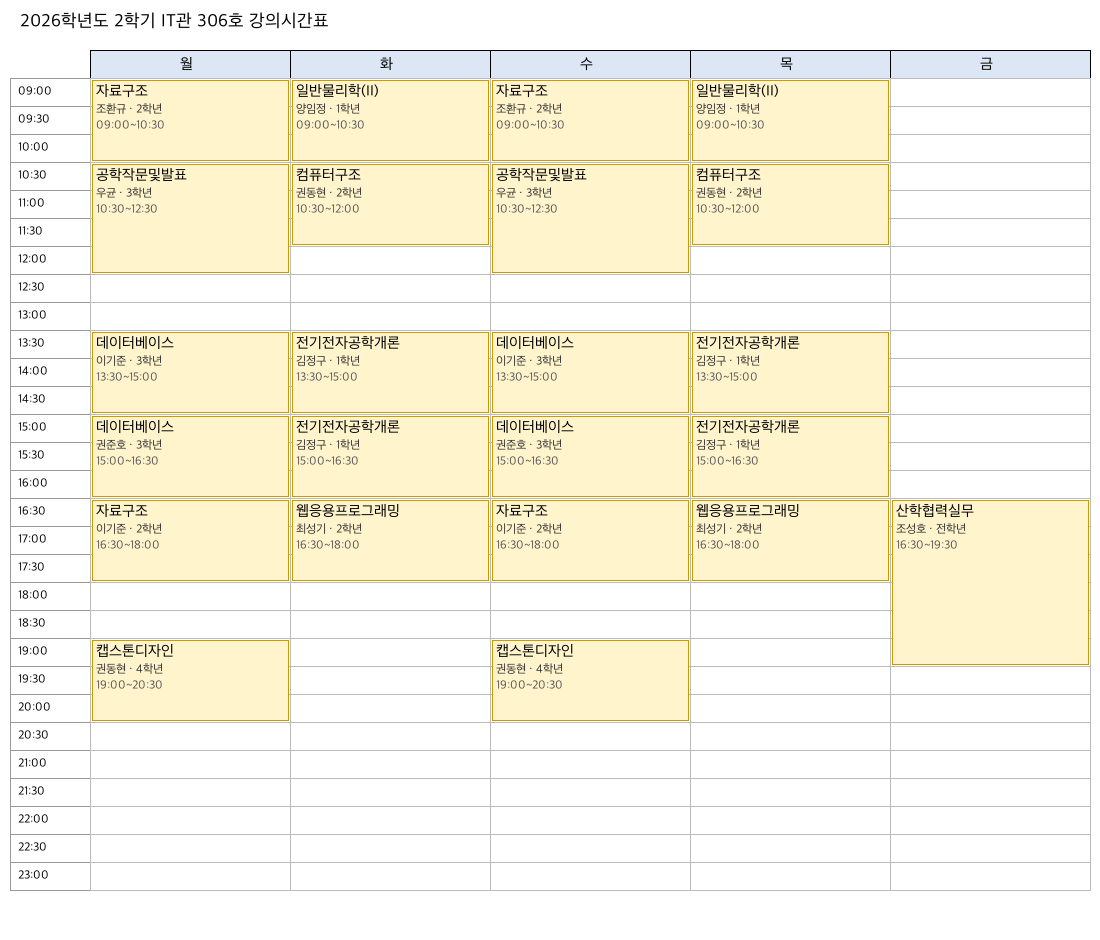 2026학년도 2학기 IT관 306호 강의시간표
월 화 수 목 금
09:00
자료구조
조환규 · 2학년
09:00~10:30
일반물리학(II)
양임정 · 1학년
09:00~10:30
자료구조
조환규 · 2학년
09:00~10:30
일반물리학(II)
양임정 · 1학년
09:00~10:30
09:30
10:00
10:30
공학작문및발표
우균 · 3학년
10:30~12:30
컴퓨터구조
권동현 · 2학년
10:30~12:00
공학작문및발표
우균 · 3학년
10:30~12:30
컴퓨터구조
권동현 · 2학년
10:30~12:00
11:00
11:30
12:00
12:30
13:00
13:30
데이터베이스
이기준 · 3학년
13:30~15:00
전기전자공학개론
김정구 · 1학년
13:30~15:00
데이터베이스
이기준 · 3학년
13:30~15:00
전기전자공학개론
김정구 · 1학년
13:30~15:00
14:00
14:30
15:00
데이터베이스
권준호 · 3학년
15:00~16:30
전기전자공학개론
김정구 · 1학년
15:00~16:30
데이터베이스
권준호 · 3학년
15:00~16:30
전기전자공학개론
김정구 · 1학년
15:00~16:30
15:30
16:00
16:30
자료구조
이기준 · 2학년
16:30~18:00
웹응용프로그래밍
최성기 · 2학년
16:30~18:00
자료구조
이기준 · 2학년
16:30~18:00
웹응용프로그래밍
최성기 · 2학년
16:30~18:00
산학협력실무
조성호 · 전학년
16:30~19:30
17:00
17:30
18:00
18:30
19:00
캡스톤디자인
권동현 · 4학년
19:00~20:30
캡스톤디자인
권동현 · 4학년
19:00~20:30
19:30
20:00
20:30
21:00
21:30
22:00
22:30
23:00